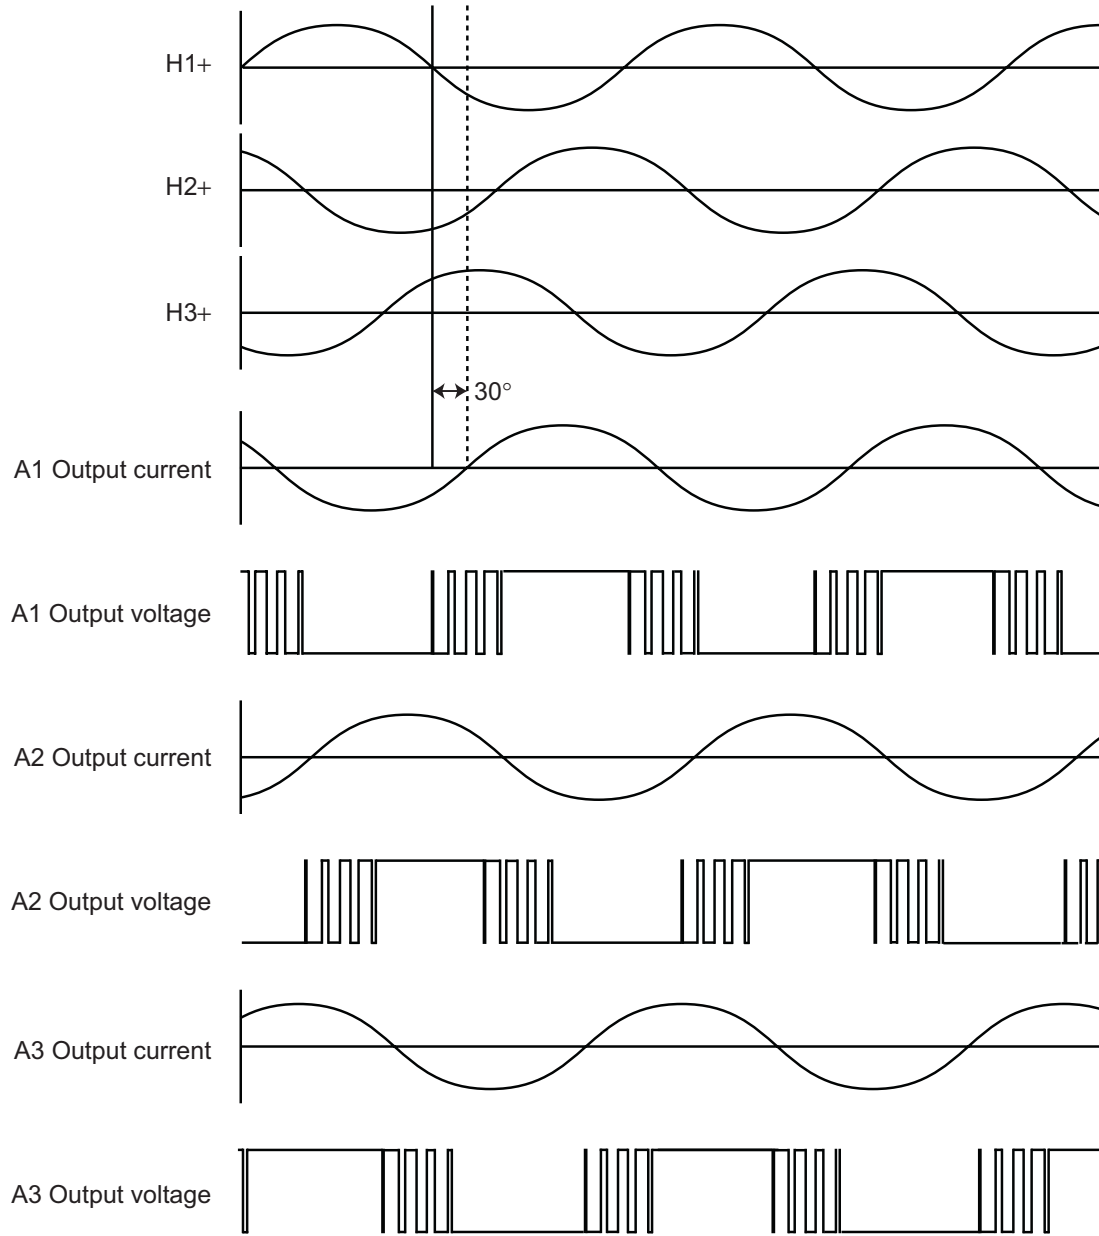 H1+
H2+
H3+
30°
A1 Output current
A1 Output voltage
A2 Output current
A2 Output voltage
A3 Output current
A3 Output voltage